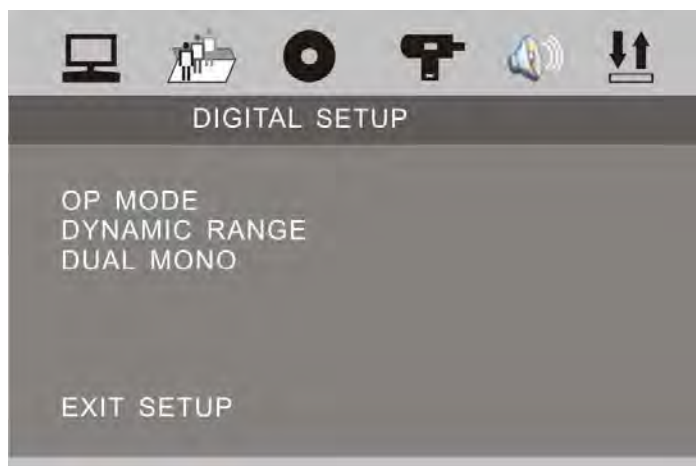 DIGITAL SETUP
OP MODE
DYNAMIC RANGE
DUAL MONO
EXIT SETUP